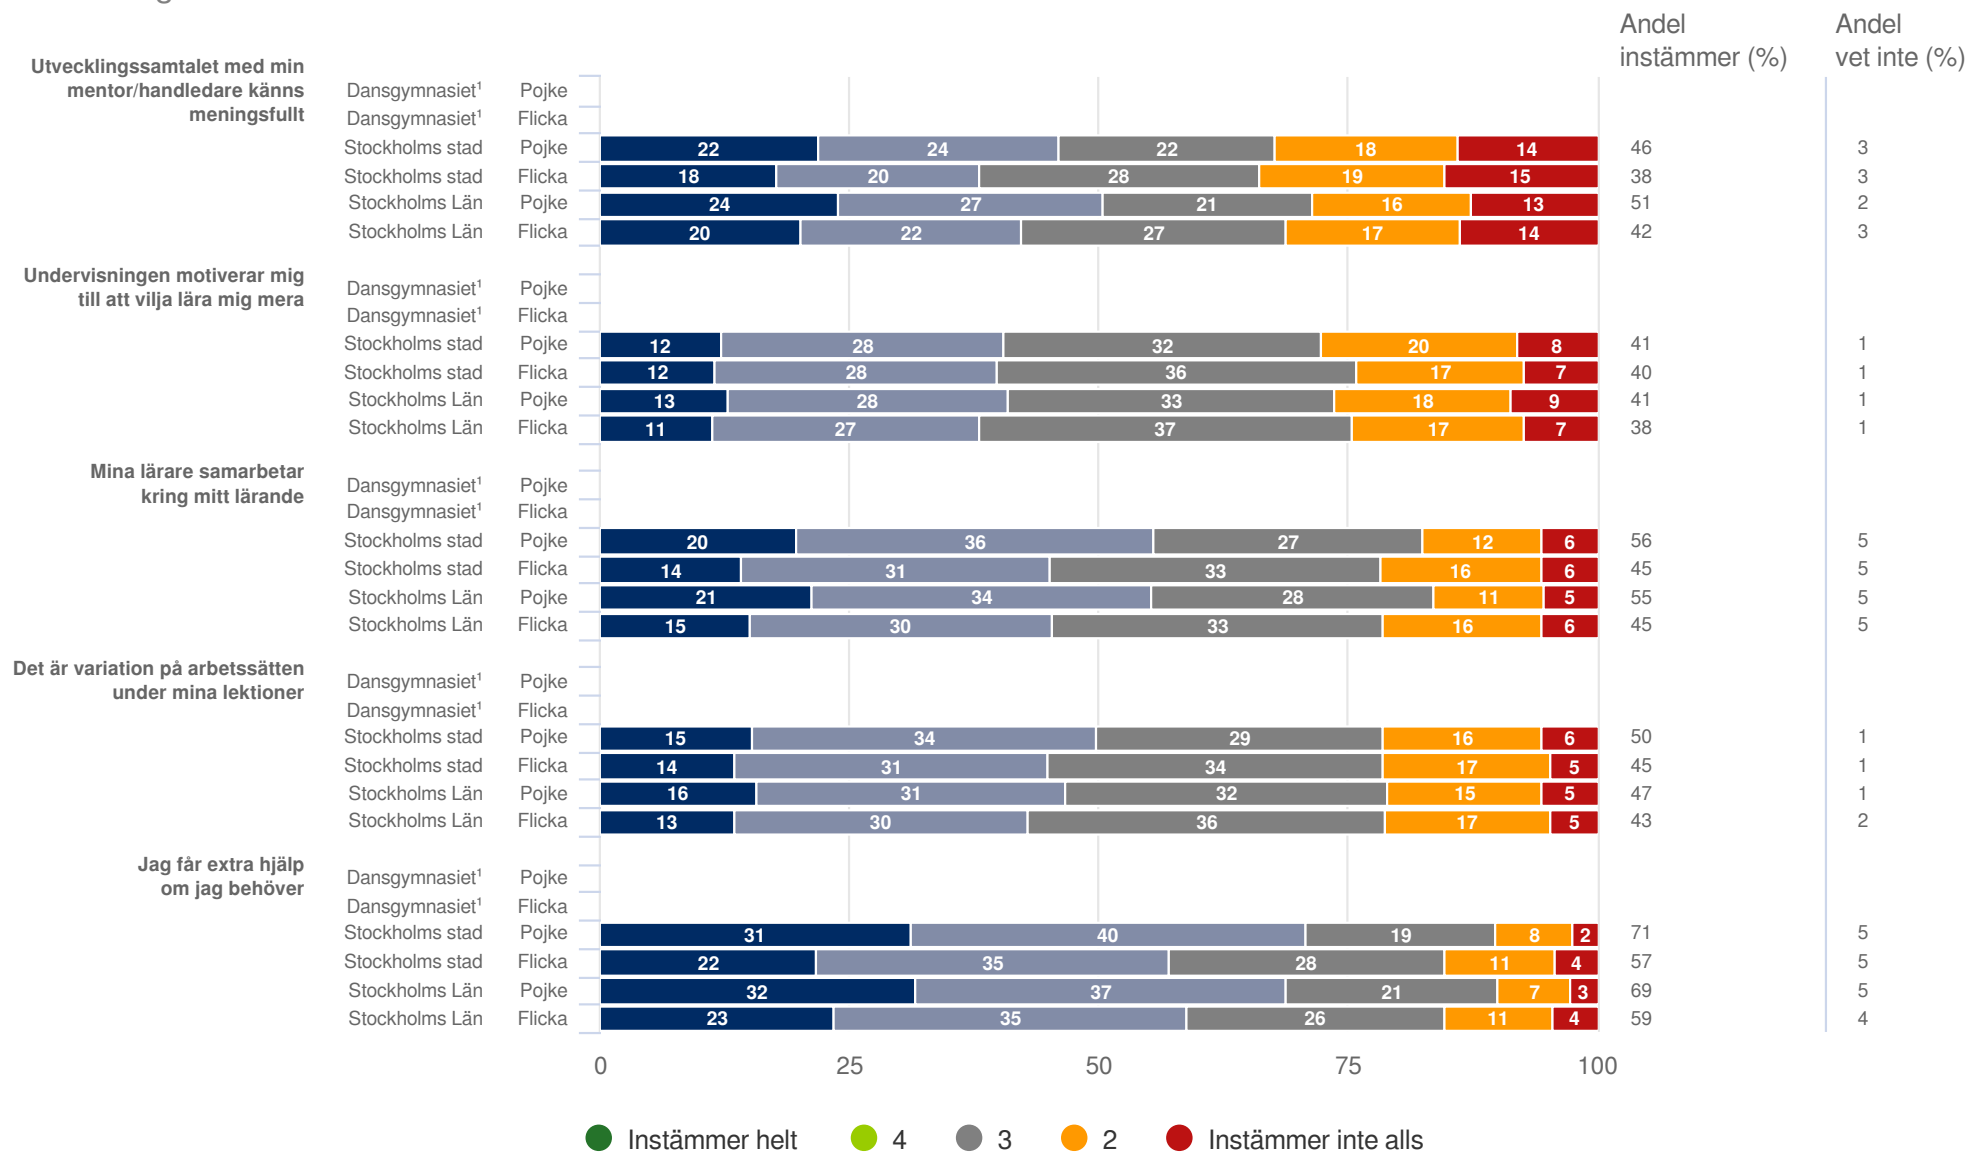 Andel
instämmer (%)
Andel
vet inte (%)
Utvecklingssamtalet med min
mentor/handledare känns
meningsfullt
Dansgymnasiet¹ Pojke
Dansgymnasiet¹ Flicka
Stockholms stad Pojke 22 24 22 18 14 46 3
Stockholms stad Flicka 18 20 28 19 15 38 3
Stockholms Län Pojke 24 27 21 16 13 51 2
Stockholms Län Flicka 20 22 27 17 14 42 3
Undervisningen motiverar mig
till att vilja lära mig mera
Dansgymnasiet¹ Pojke
Dansgymnasiet¹ Flicka
Stockholms stad Pojke 12 28 32 20 8 41 1
Stockholms stad Flicka 12 28 36 17 7 40 1
Stockholms Län Pojke 13 28 33 18 9 41 1
Stockholms Län Flicka 11 27 37 17 7 38 1
Mina lärare samarbetar
kring mitt lärande
Dansgymnasiet¹ Pojke
Dansgymnasiet¹ Flicka
Stockholms stad Pojke 20 36 27 12 6 56 5
Stockholms stad Flicka 14 31 33 16 6 45 5
Stockholms Län Pojke 21 34 28 11 5 55 5
Stockholms Län Flicka 15 30 33 16 6 45 5
Det är variation på arbetssätten
under mina lektioner
Dansgymnasiet¹ Pojke
Dansgymnasiet¹ Flicka
Stockholms stad Pojke 15 34 29 16 6 50 1
Stockholms stad Flicka 14 31 34 17 5 45 1
Stockholms Län Pojke 16 31 32 15 5 47 1
Stockholms Län Flicka 13 30 36 17 5 43 2
Jag får extra hjälp
om jag behöver
Dansgymnasiet¹ Pojke
Dansgymnasiet¹ Flicka
Stockholms stad Pojke 31 40 19 8 2 71 5
Stockholms stad Flicka 22 35 28 11 4 57 5
Stockholms Län Pojke 32 37 21 7 3 69 5
Stockholms Län Flicka 23 35 26 11 4 59 4
0 25 50 75 100
Instämmer helt 4 3 2 Instämmer inte alls